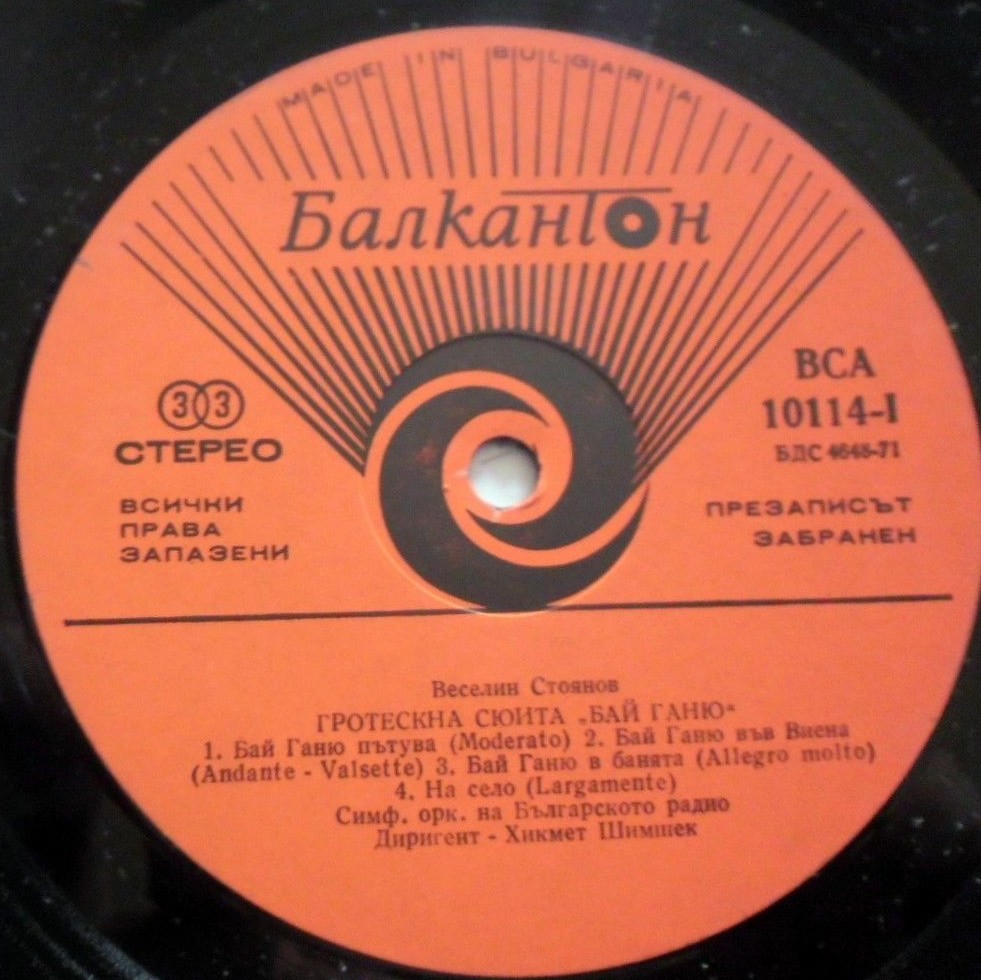 MADE IN BULGARIA
Балкантон
ВСА
10114-I
БДС 4648-71
33
СТЕРЕО
ВСИЧКИ
ПРАВА
ЗАПАЗЕНИ
ПРЕЗАПИСЪТ
ЗАБРАНЕН
Веселин Стоянов
ГРОТЕСКНА СЮИТА „БАЙ ГАНЮ“
1. Бай Ганю пътува (Moderato) 2. Бай Ганю във Виена
(Andante - Valsette) 3. Бай Ганю в банята (Allegro molto)
4. На село (Largamente)
Симф. орк. на Българското радио
Диригент - Хикмет Шимшек